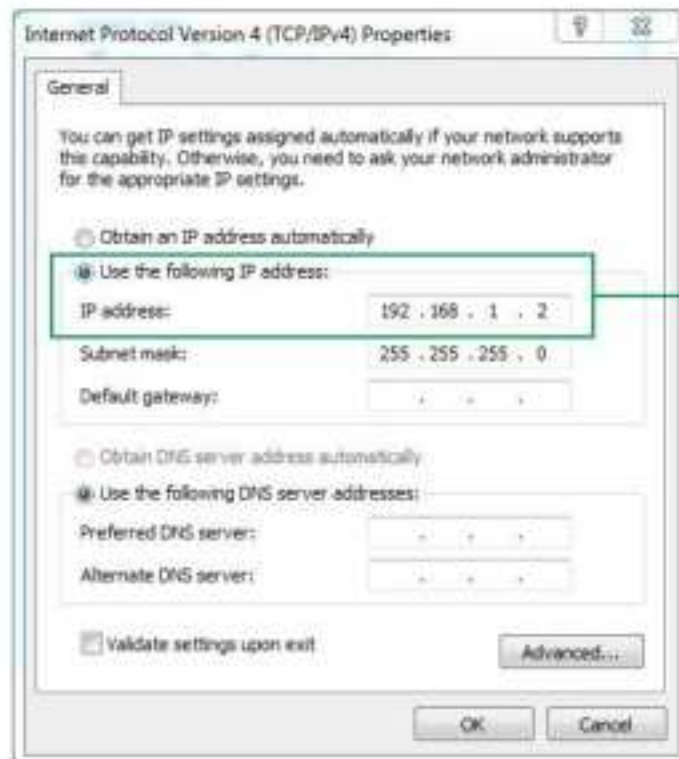 Internet Protocol Version 4 (TCP/IPv4) Properties
General
You can get IP settings assigned automatically if your network supports
this capability. Otherwise, you need to ask your network administrator
for the appropriate IP settings.
Obtain an IP address automatically
Use the following IP address:
IP address: 192 . 168 . 1 . 2
Subnet mask: 255 . 255 . 255 . 0
Default gateway: . . .
Obtain DNS server address automatically
Use the following DNS server addresses:
Preferred DNS server: . . .
Alternate DNS server: . . .
Validate settings upon exit
Advanced...
OK Cancel